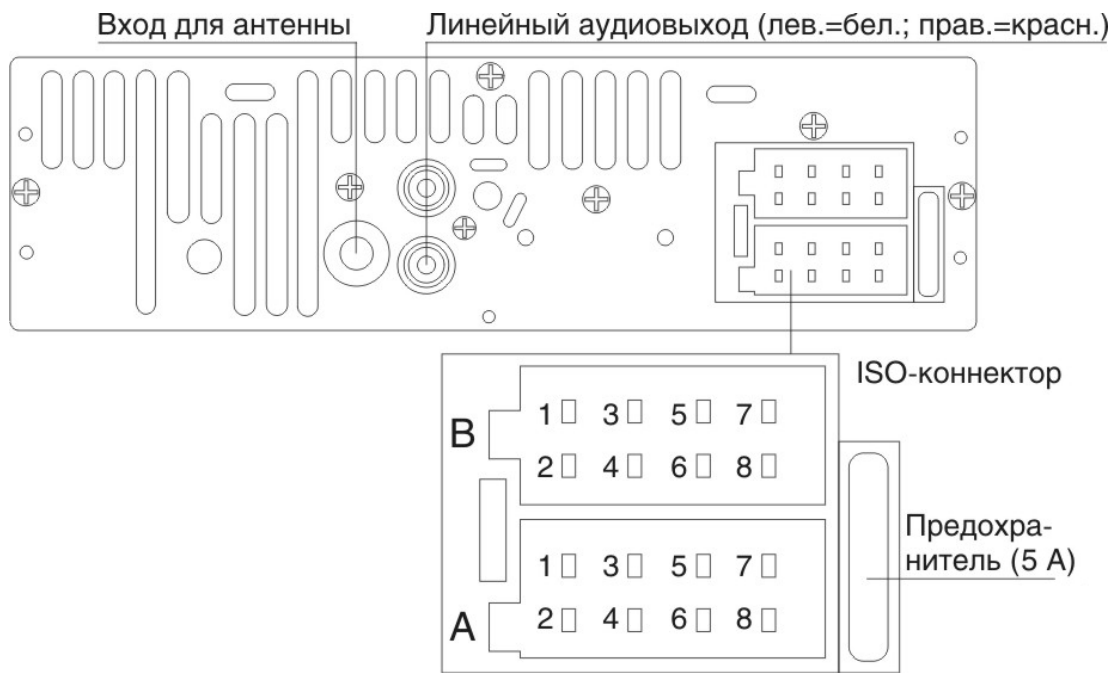 Вход для антенны
Линейный аудиовыход (лев.=бел.; прав.=красн.)
ISO-коннектор
B
1 3 5 7
2 4 6 8
Предохра-
нитель (5 А)
A
1 3 5 7
2 4 6 8